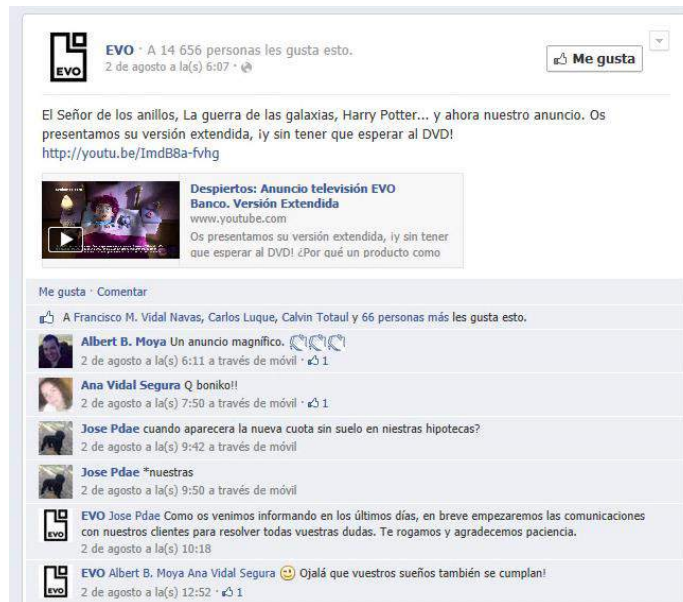 EVO
EVO · A 14 656 personas les gusta esto.
2 de agosto a la(s) 6:07 ·
Me gusta
El Señor de los anillos, La guerra de las galaxias, Harry Potter... y ahora nuestro anuncio. Os
presentamos su versión extendida, ¡y sin tener que esperar al DVD!
http://youtu.be/ImdB8a-fvhg
Despiertos: Anuncio televisión EVO
Banco. Versión Extendida
www.youtube.com
Os presentamos su versión extendida, ¡y sin tener
que esperar al DVD! ¿Por qué un producto como
Me gusta · Comentar
A Francisco M. Vidal Navas, Carlos Luque, Calvin Totaul y 66 personas más les gusta esto.
Albert B. Moya Un anuncio magnífico.
2 de agosto a la(s) 6:11 a través de móvil · 1
Ana Vidal Segura Q boniko!!
2 de agosto a la(s) 7:50 a través de móvil · 1
Jose Pdae cuando aparecera la nueva cuota sin suelo en niestras hipotecas?
2 de agosto a la(s) 9:42 a través de móvil
Jose Pdae *nuestras
2 de agosto a la(s) 9:50 a través de móvil
EVO
EVO Jose Pdae Como os venimos informando en los últimos días, en breve empezaremos las comunicaciones
con nuestros clientes para resolver todas vuestras dudas. Te rogamos y agradecemos paciencia.
2 de agosto a la(s) 10:18
EVO
EVO Albert B. Moya Ana Vidal Segura Ojalá que vuestros sueños también se cumplan!
2 de agosto a la(s) 12:52 · 1